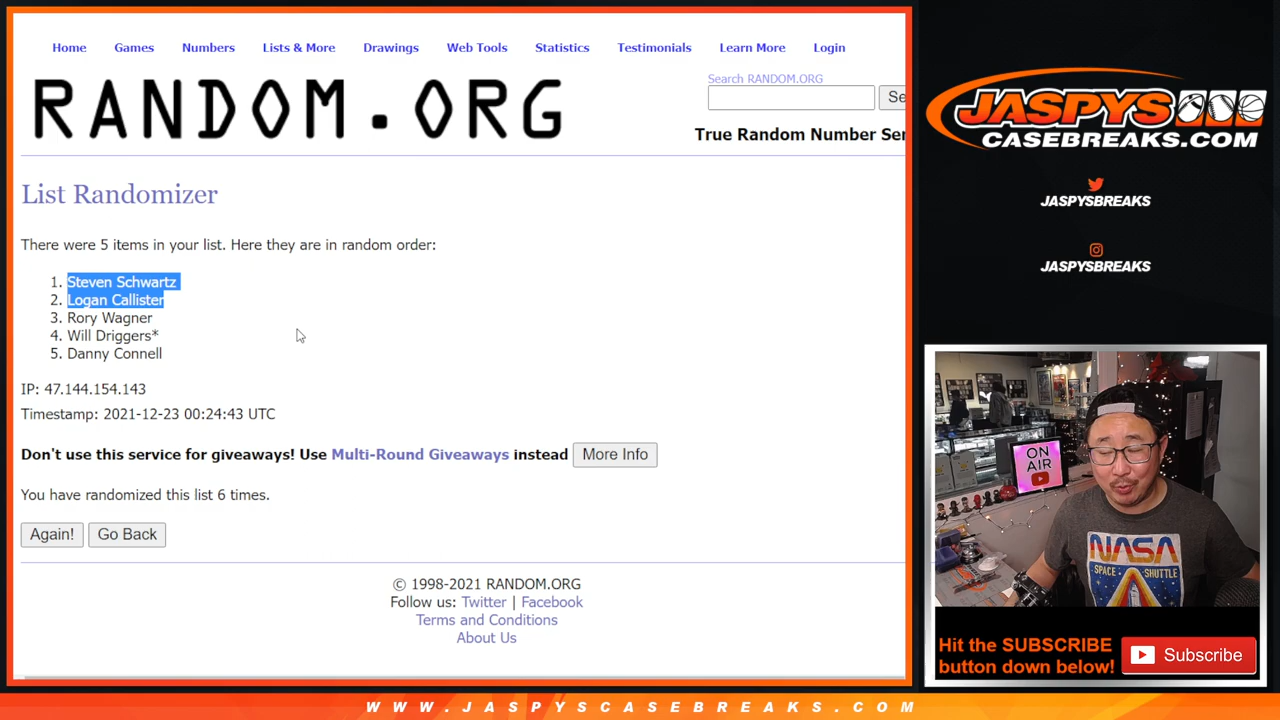 Home Games Numbers Lists & More Drawings Web Tools Statistics Testimonials Learn More Login
RANDOM.ORG
Search RANDOM.ORG
Se
True Random Number Ser
List Randomizer
There were 5 items in your list. Here they are in random order:
1. Steven Schwartz
2. Logan Callister
3. Rory Wagner
4. Will Driggers*
5. Danny Connell
IP: 47.144.154.143
Timestamp: 2021-12-23 00:24:43 UTC
Don't use this service for giveaways! Use Multi-Round Giveaways instead More Info
You have randomized this list 6 times.
Again! Go Back
© 1998-2021 RANDOM.ORG
Follow us: Twitter | Facebook
Terms and Conditions
About Us
JASPYS
CASEBREAKS.COM
JASPYSBREAKS
JASPYSBREAKS
ON
AIR
NASA
SPACE SHUTTLE
Hit the SUBSCRIBE
button down below!
Subscribe
WWW.JASPYSCASEBREAKS.COM